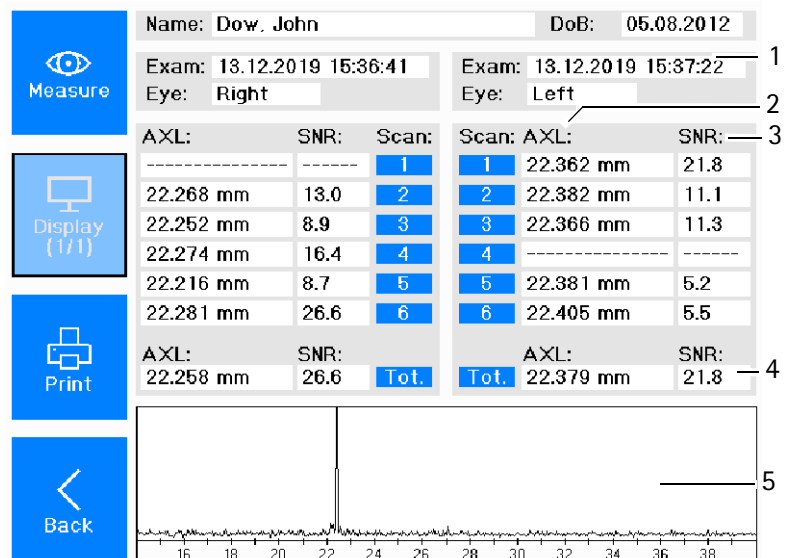 Measure
Display
(1/1)
Print
Back
Name: Dow, John DoB: 05.08.2012
Exam: 13.12.2019 15:36:41
Eye: Right
Exam: 13.12.2019 15:37:22
Eye: Left
AXL: SNR: Scan:
--------------- ------ 1
22.268 mm 13.0 2
22.252 mm 8.9 3
22.274 mm 16.4 4
22.216 mm 8.7 5
22.281 mm 26.6 6
AXL: SNR:
22.258 mm 26.6 Tot.
Scan: AXL: SNR:
1 22.362 mm 21.8
2 22.382 mm 11.1
3 22.366 mm 11.3
4 --------------- ------
5 22.381 mm 5.2
6 22.405 mm 5.5
AXL: SNR:
Tot. 22.379 mm 21.8
16 18 20 22 24 26 28 30 32 34 36 38
1
2
3
4
5